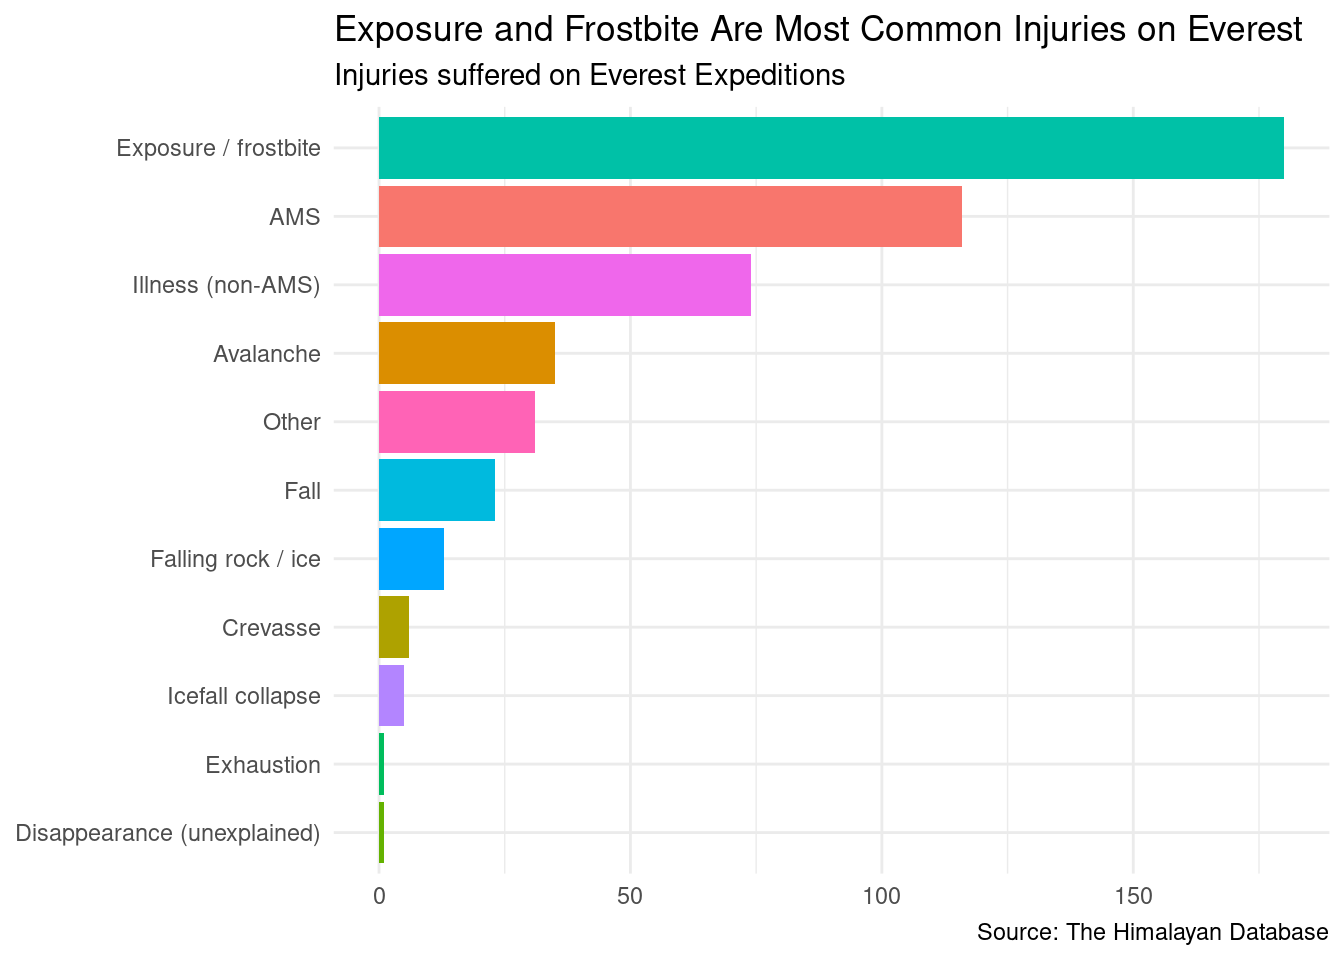 Exposure and Frostbite Are Most Common Injuries on Everest
Injuries suffered on Everest Expeditions
Exposure / frostbite
AMS
Illness (non-AMS)
Avalanche
Other
Fall
Falling rock / ice
Crevasse
Icefall collapse
Exhaustion
Disappearance (unexplained)
0 50 100 150
Source: The Himalayan Database